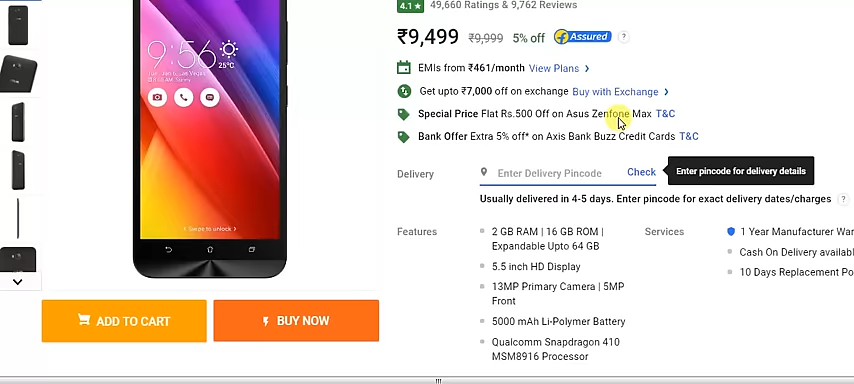 4.1★ 49,660 Ratings & 9,762 Reviews
₹9,499 ₹9,999 5% off Assured ?
EMIs from ₹461/month View Plans >
Get upto ₹7,000 off on exchange Buy with Exchange >
Special Price Flat Rs.500 Off on Asus Zenfone Max T&C
Bank Offer Extra 5% off* on Axis Bank Buzz Credit Cards T&C
Delivery Enter Delivery Pincode Check Enter pincode for delivery details
Usually delivered in 4-5 days. Enter pincode for exact delivery dates/charges ?
Features
2 GB RAM | 16 GB ROM |
Expandable Upto 64 GB
5.5 inch HD Display
13MP Primary Camera | 5MP
Front
5000 mAh Li-Polymer Battery
Qualcomm Snapdragon 410
MSM8916 Processor
Services
1 Year Manufacturer War
Cash On Delivery availabl
10 Days Replacement Po
9:56
25°C
Swipe to unlock
ADD TO CART
BUY NOW